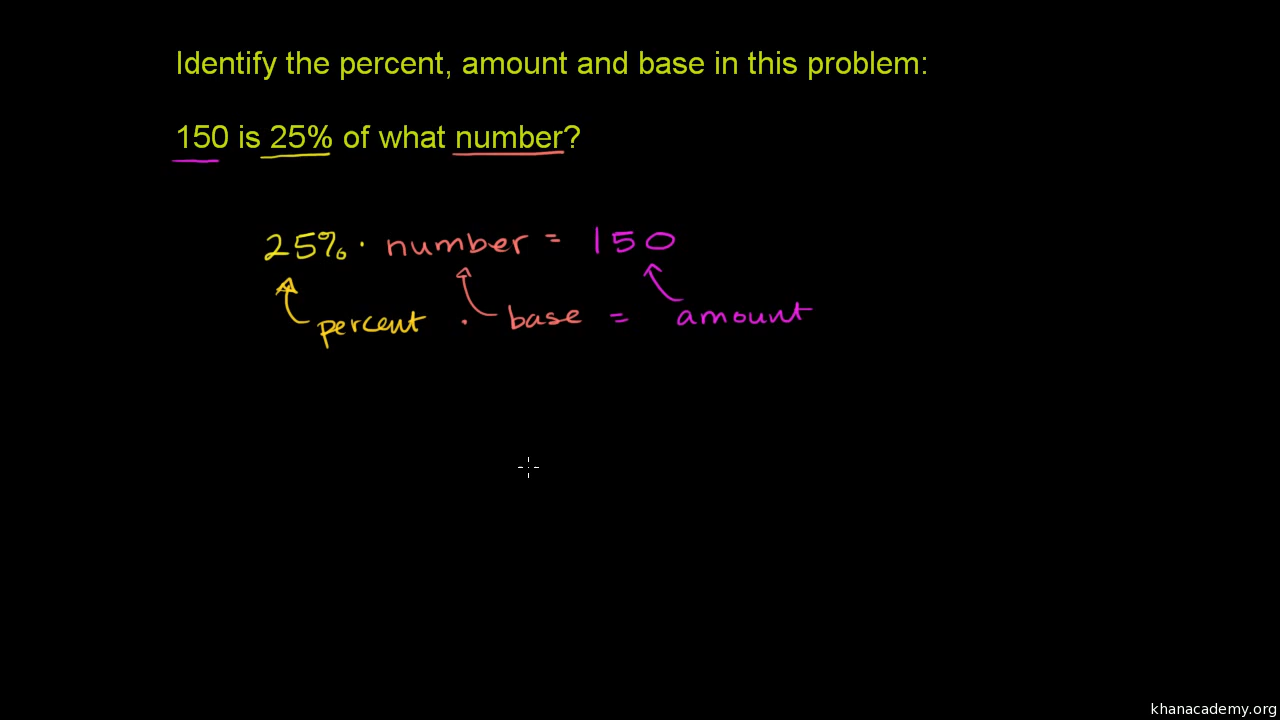 Identify the percent, amount and base in this problem:
150 is 25% of what number?
25% · number = 150
percent · base = amount
khanacademy.org